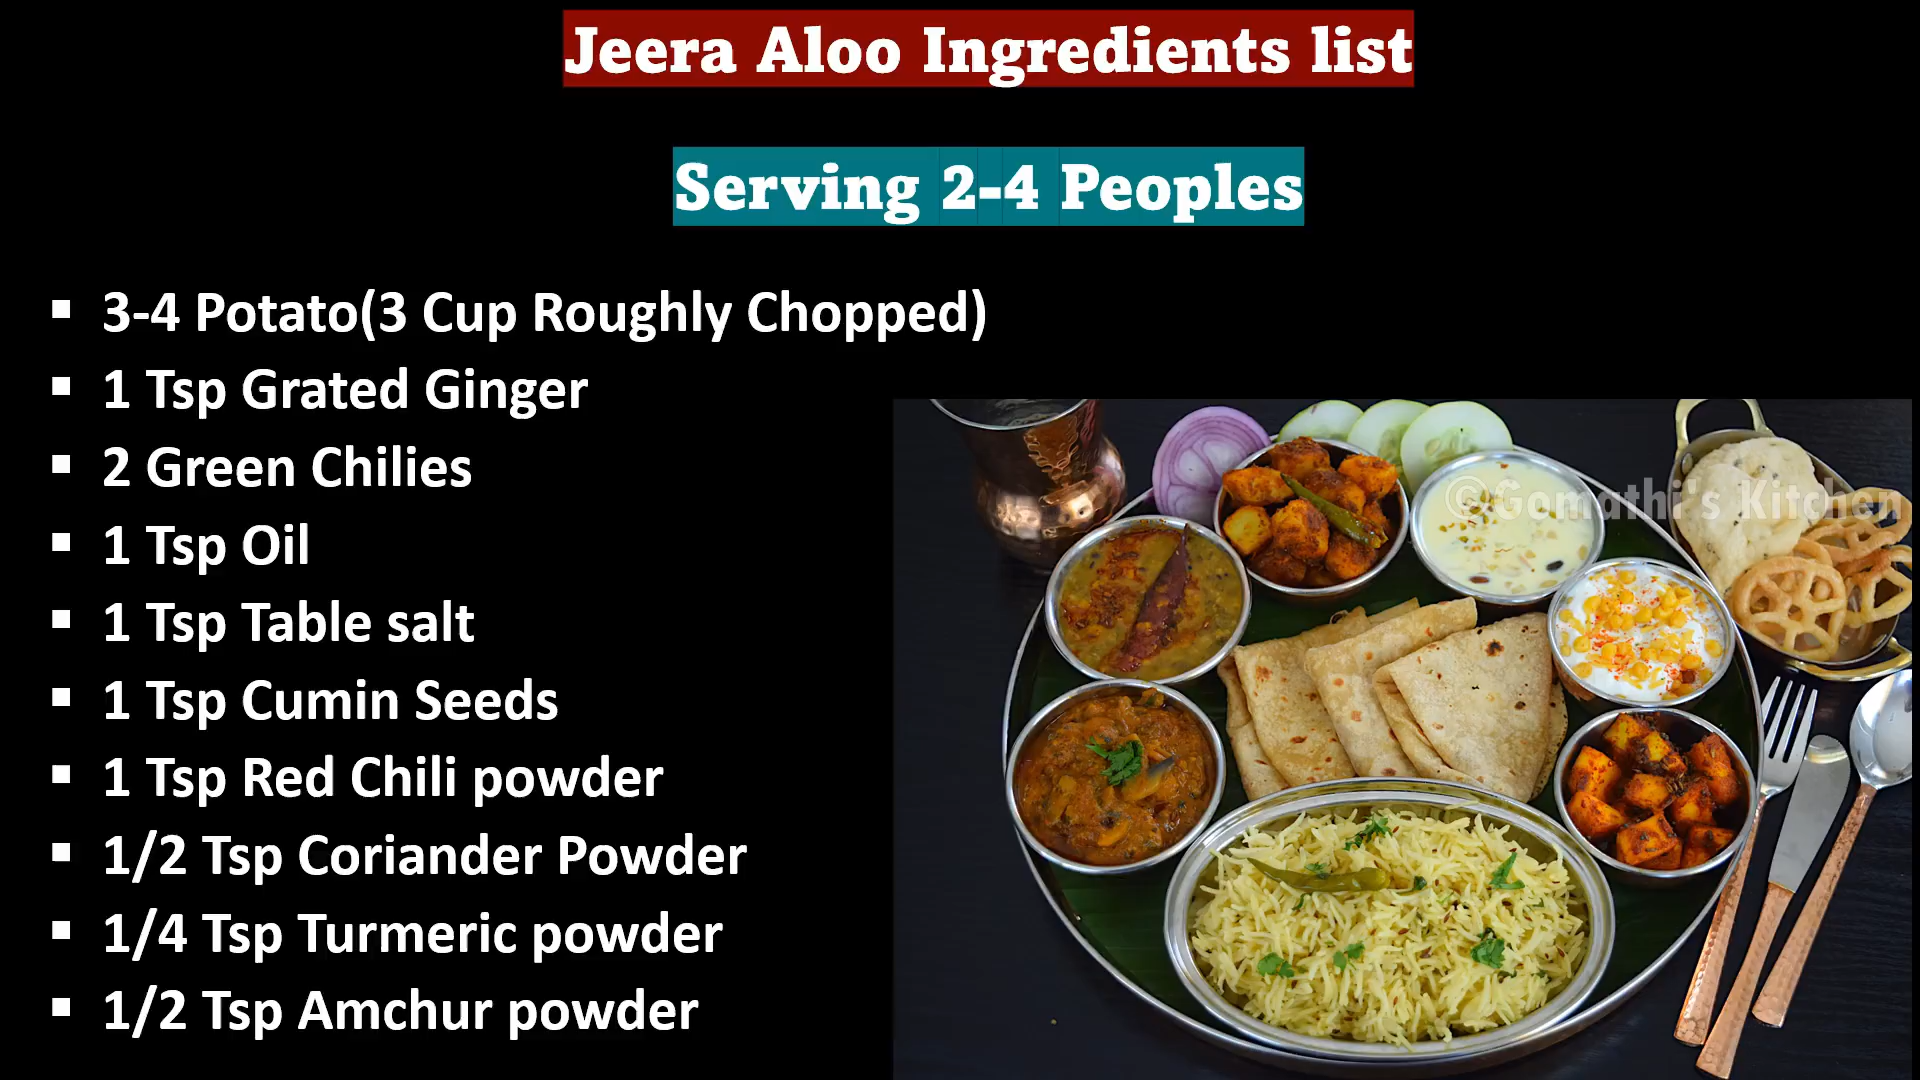 Jeera Aloo Ingredients list
Serving 2-4 Peoples
▪ 3-4 Potato(3 Cup Roughly Chopped)
▪ 1 Tsp Grated Ginger
▪ 2 Green Chilies
▪ 1 Tsp Oil
▪ 1 Tsp Table salt
▪ 1 Tsp Cumin Seeds
▪ 1 Tsp Red Chili powder
▪ 1/2 Tsp Coriander Powder
▪ 1/4 Tsp Turmeric powder
▪ 1/2 Tsp Amchur powder
©Gomathi's Kitchen